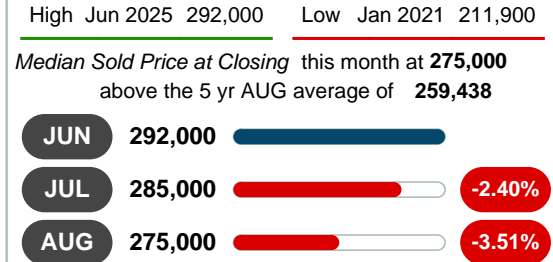 High Jun 2025 292,000 Low Jan 2021 211,900
Median Sold Price at Closing this month at 275,000
above the 5 yr AUG average of 259,438
JUN 292,000
JUL 285,000 -2.40%
AUG 275,000 -3.51%